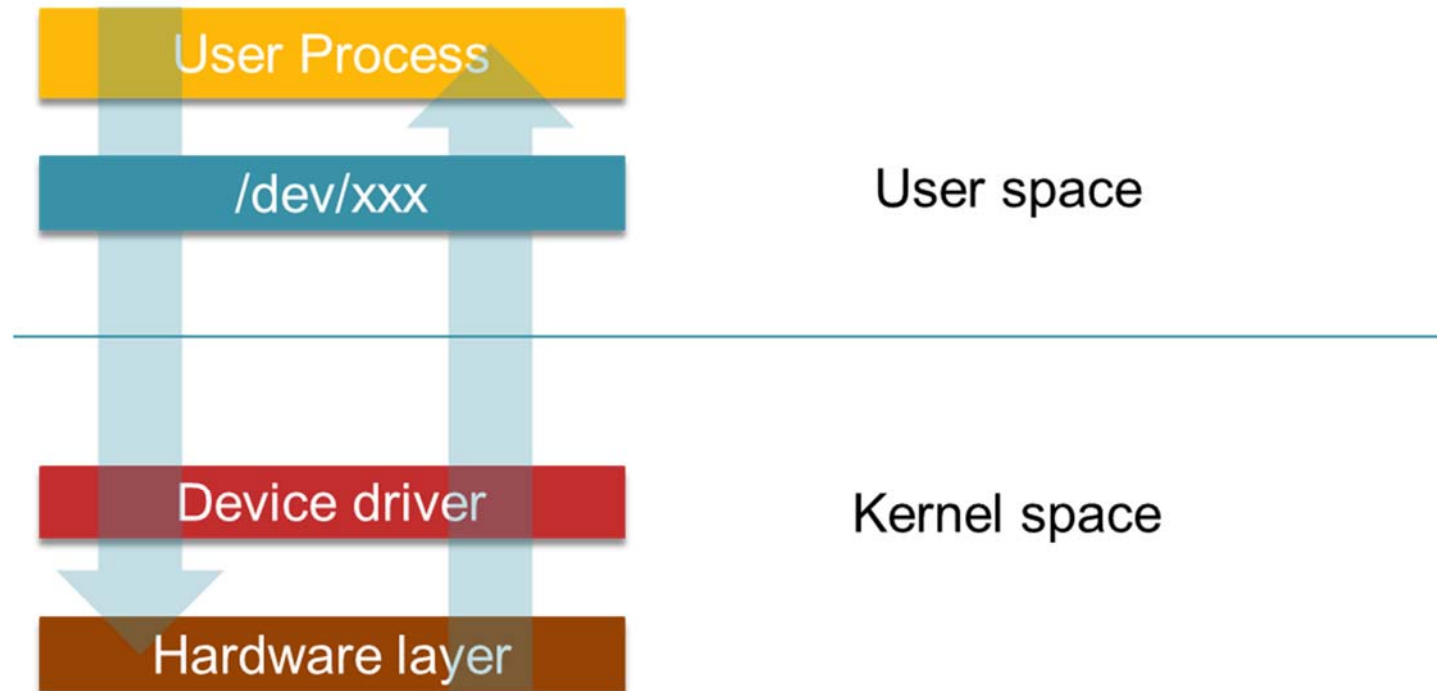 User Process
/dev/xxx
User space
Device driver
Kernel space
Hardware layer